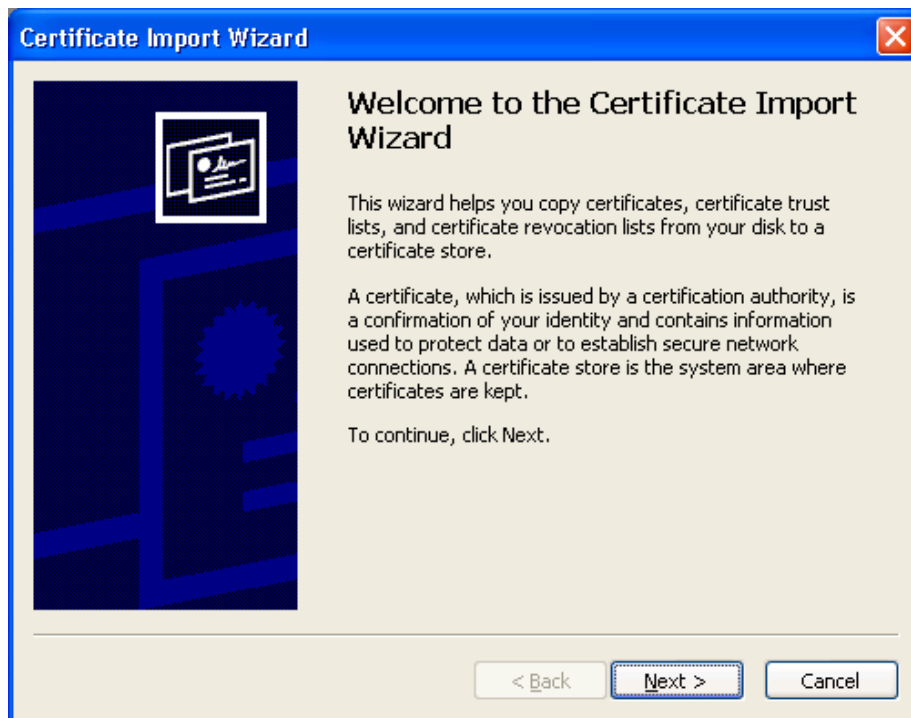 Certificate Import Wizard
Welcome to the Certificate Import
Wizard
This wizard helps you copy certificates, certificate trust
lists, and certificate revocation lists from your disk to a
certificate store.
A certificate, which is issued by a certification authority, is
a confirmation of your identity and contains information
used to protect data or to establish secure network
connections. A certificate store is the system area where
certificates are kept.
To continue, click Next.
< Back
Next >
Cancel